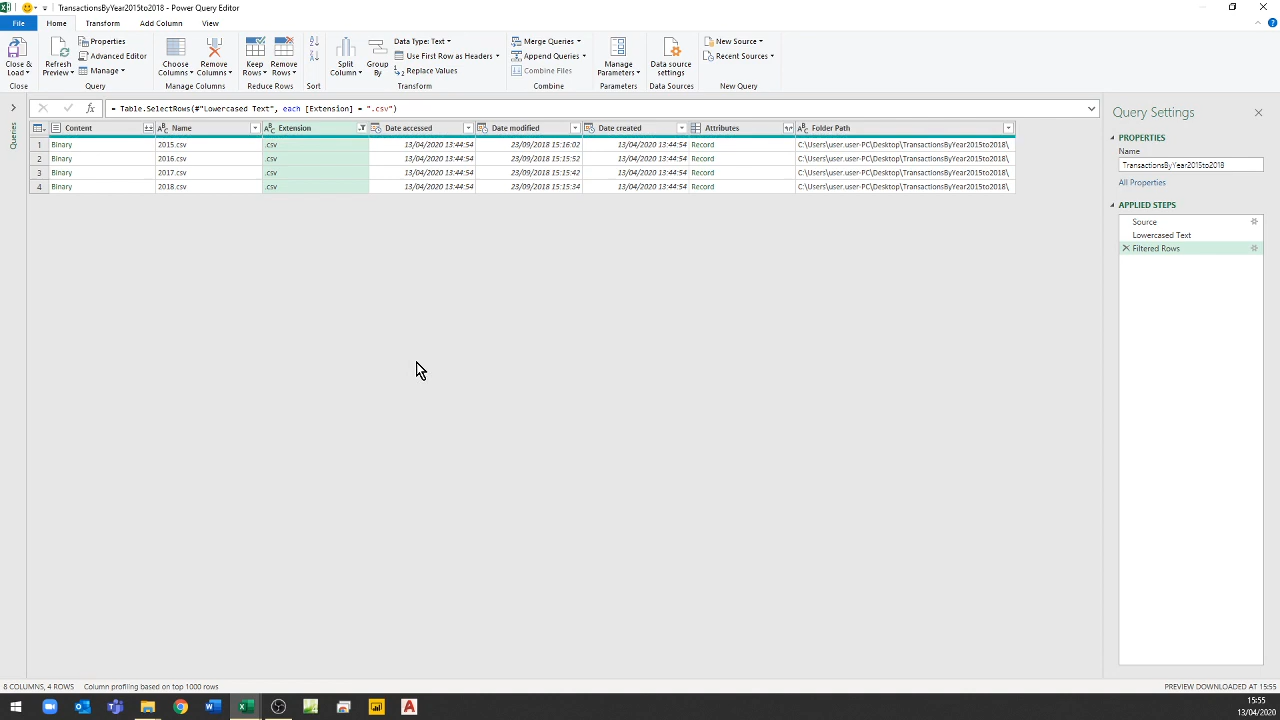 TransactionsByYear2015to2018 - Power Query Editor
File Home Transform Add Column View
Close & Load
Close
Refresh Preview
Properties
Advanced Editor
Manage
Query
Choose Columns
Remove Columns
Manage Columns
Keep Rows
Remove Rows
Reduce Rows
Sort
Split Column
Group By
Data Type: Text
Use First Row as Headers
Replace Values
Transform
Merge Queries
Append Queries
Combine Files
Combine
Manage Parameters
Parameters
Data source settings
Data Sources
New Source
Recent Sources
New Query
Queries
fx = Table.SelectRows(#"Lowercased Text", each [Extension] = ".csv")
Content Name Extension Date accessed Date modified Date created Attributes Folder Path
1 Binary 2015.csv .csv 13/04/2020 13:44:54 23/09/2018 15:16:02 13/04/2020 13:44:54 Record C:\Users\user.user-PC\Desktop\TransactionsByYear2015to2018\
2 Binary 2016.csv .csv 13/04/2020 13:44:54 23/09/2018 15:15:52 13/04/2020 13:44:54 Record C:\Users\user.user-PC\Desktop\TransactionsByYear2015to2018\
3 Binary 2017.csv .csv 13/04/2020 13:44:54 23/09/2018 15:15:42 13/04/2020 13:44:54 Record C:\Users\user.user-PC\Desktop\TransactionsByYear2015to2018\
4 Binary 2018.csv .csv 13/04/2020 13:44:54 23/09/2018 15:15:34 13/04/2020 13:44:54 Record C:\Users\user.user-PC\Desktop\TransactionsByYear2015to2018\
Query Settings
PROPERTIES
Name
TransactionsByYear2015to2018
All Properties
APPLIED STEPS
Source
Lowercased Text
Filtered Rows
8 COLUMNS, 4 ROWS Column profiling based on top 1000 rows PREVIEW DOWNLOADED AT 15:55
15:55
13/04/2020